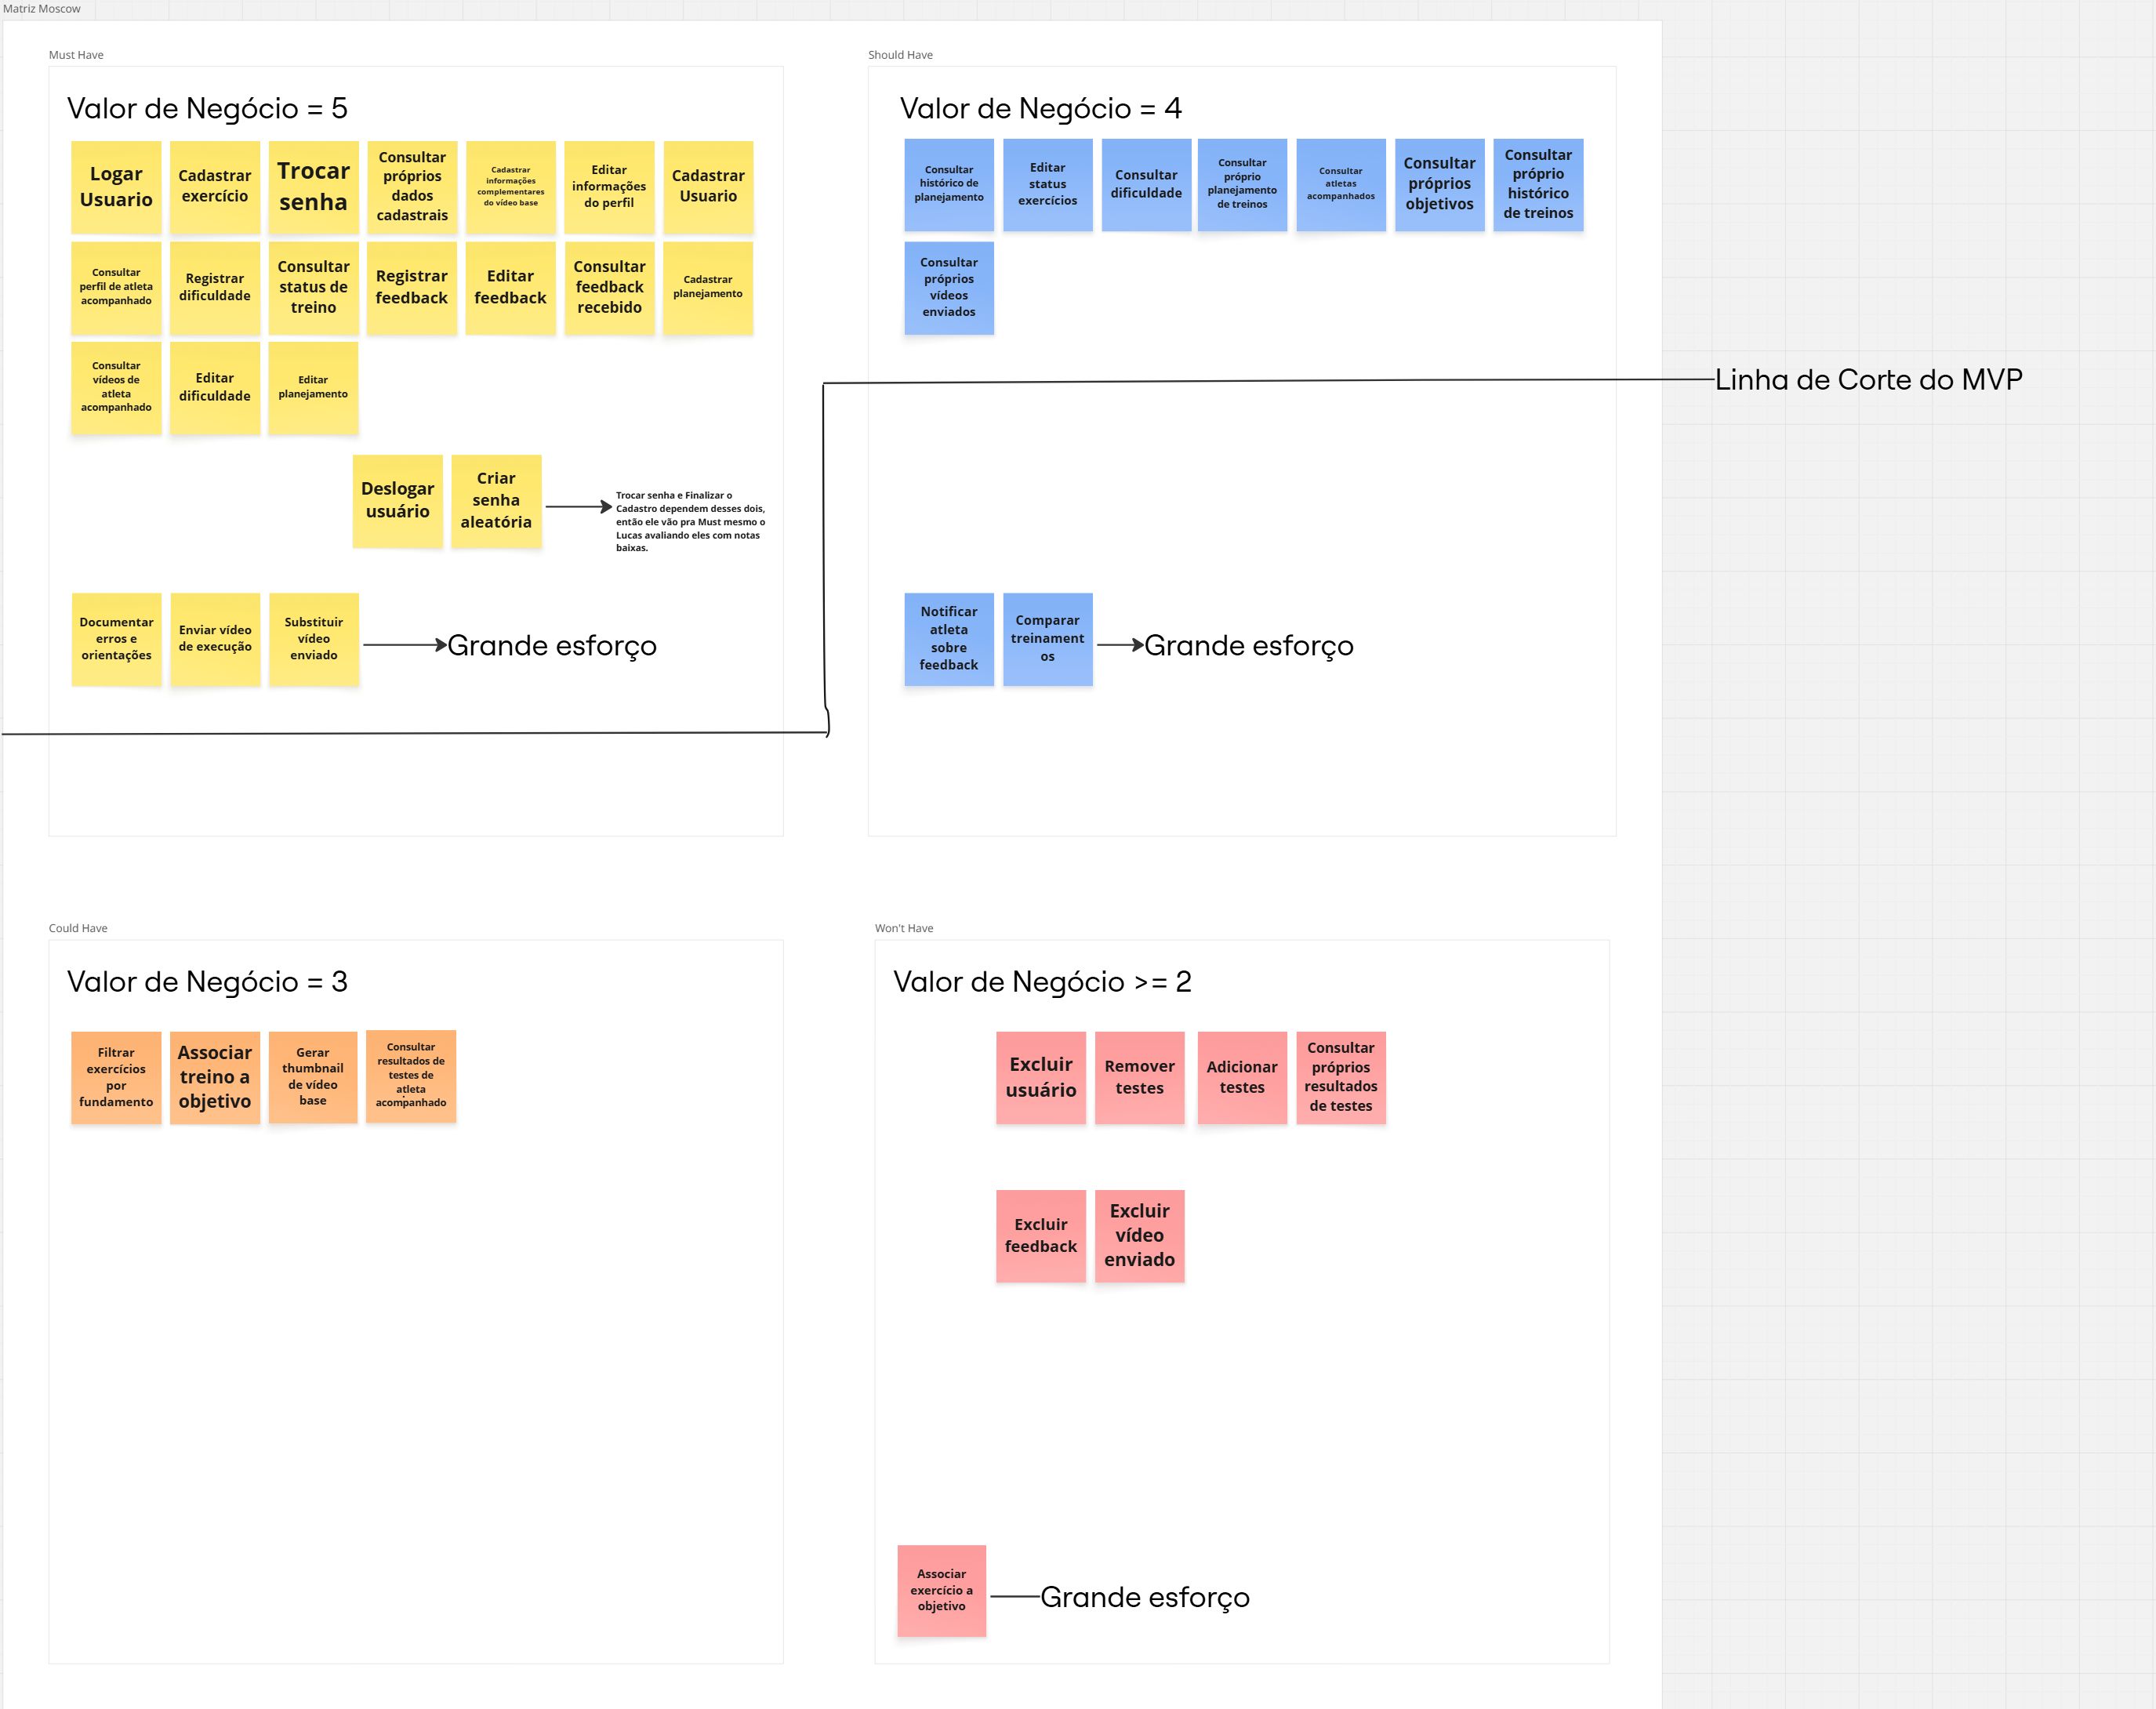 Matriz Moscow
Must Have
Valor de Negócio = 5
Logar
Usuario
Cadastrar
exercício
Trocar
senha
Consultar
próprios
dados
cadastrais
Cadastrar
informações
complementares
do vídeo base
Editar
informações
do perfil
Cadastrar
Usuario
Consultar
perfil de atleta
acompanhado
Registrar
dificuldade
Consultar
status de
treino
Registrar
feedback
Editar
feedback
Consultar
feedback
recebido
Cadastrar
planejamento
Consultar
vídeos de
atleta
acompanhado
Editar
dificuldade
Editar
planejamento
Deslogar
usuário
Criar
senha
aleatória
Trocar senha e Finalizar o
Cadastro dependem desses dois,
então ele vão pra Must mesmo o
Lucas avaliando eles com notas
baixas.
Documentar
erros e
orientações
Enviar vídeo
de execução
Substituir
vídeo
enviado
Grande esforço
Should Have
Valor de Negócio = 4
Consultar
histórico de
planejamento
Editar
status
exercícios
Consultar
dificuldade
Consultar
próprio
planejamento
de treinos
Consultar
atletas
acompanhados
Consultar
próprios
objetivos
Consultar
próprio
histórico
de treinos
Consultar
próprios
vídeos
enviados
Linha de Corte do MVP
Notificar
atleta
sobre
feedback
Comparar
treinament
os
Grande esforço
Could Have
Valor de Negócio = 3
Filtrar
exercícios
por
fundamento
Associar
treino a
objetivo
Gerar
thumbnail
de vídeo
base
Consultar
resultados de
testes de
atleta
acompanhado
Won't Have
Valor de Negócio >= 2
Excluir
usuário
Remover
testes
Adicionar
testes
Consultar
próprios
resultados
de testes
Excluir
feedback
Excluir
vídeo
enviado
Associar
exercício a
objetivo
Grande esforço